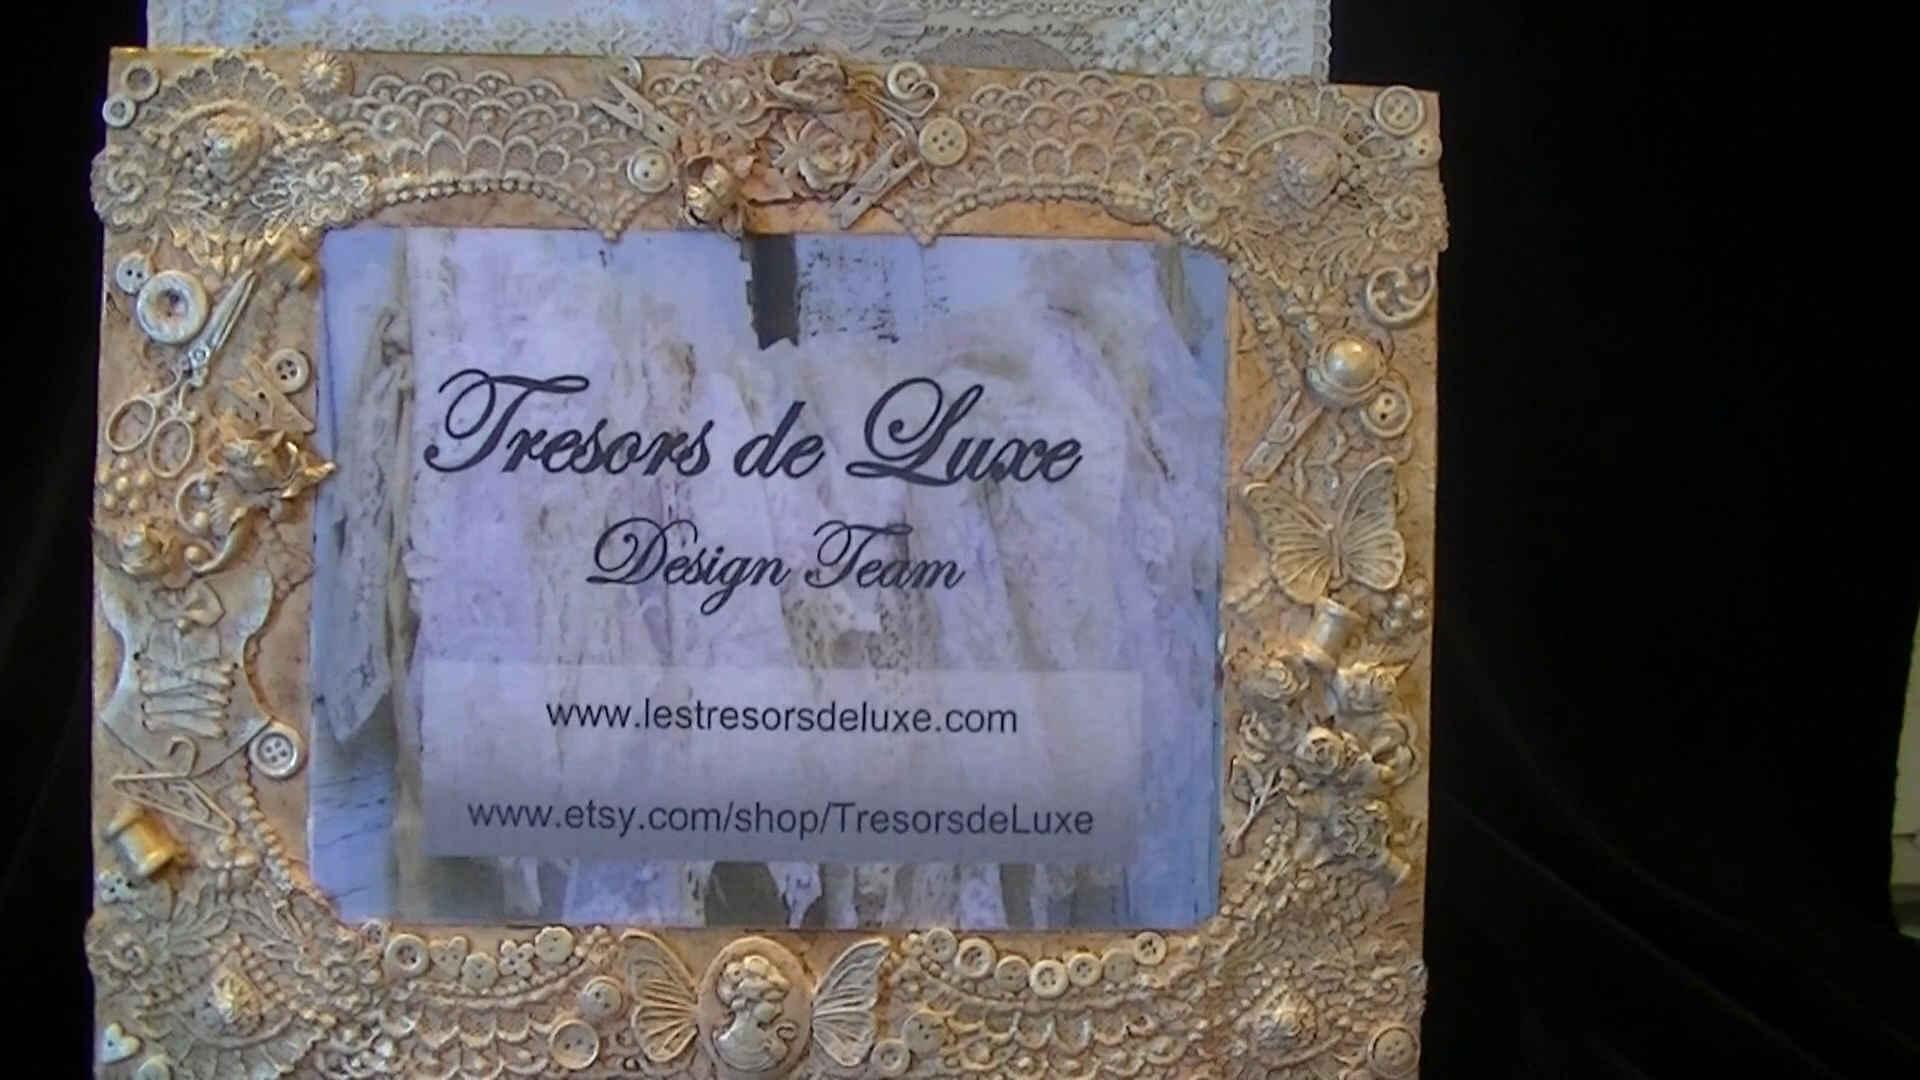 Tresors de Luxe
Design Team
www.lestresorsdeluxe.com
www.etsy.com/shop/TresorsdeLuxe